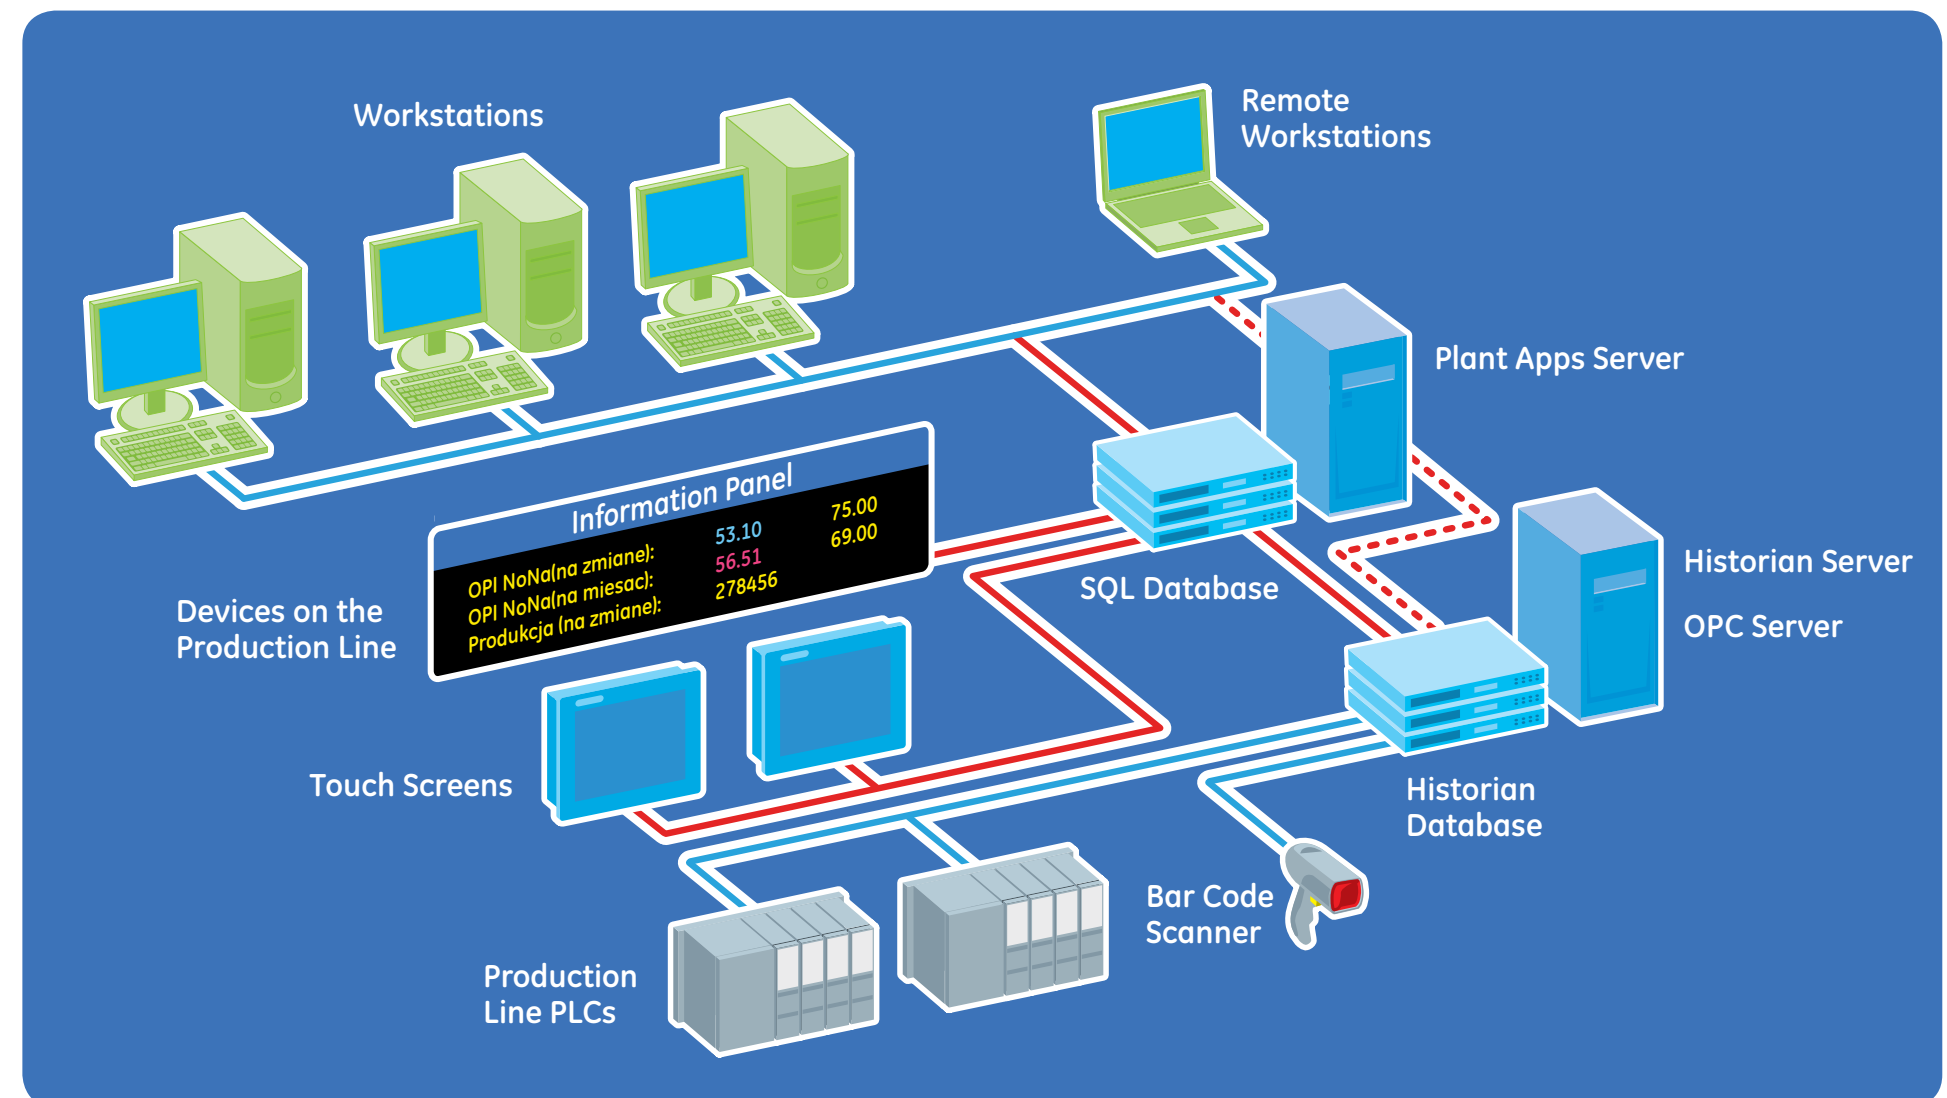 Workstations
Remote
Workstations
Plant Apps Server
Information Panel
OPI NoNa(na zmiane): 53.10 75.00
OPI NoNa(na miesac): 56.51 69.00
Produkcja (na zmiane): 278456
SQL Database
Historian Server
OPC Server
Devices on the
Production Line
Touch Screens
Historian
Database
Bar Code
Scanner
Production
Line PLCs